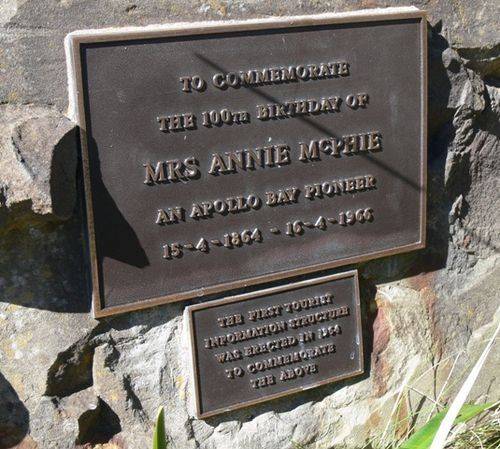 TO COMMEMORATE
THE 100TH BIRTHDAY OF
MRS ANNIE McPHIE
AN APOLLO BAY PIONEER
15-4-1864 - 16-4-1966
THE FIRST TOURIST
INFORMATION STRUCTURE
WAS ERECTED IN 1964
TO COMMEMORATE
THE ABOVE